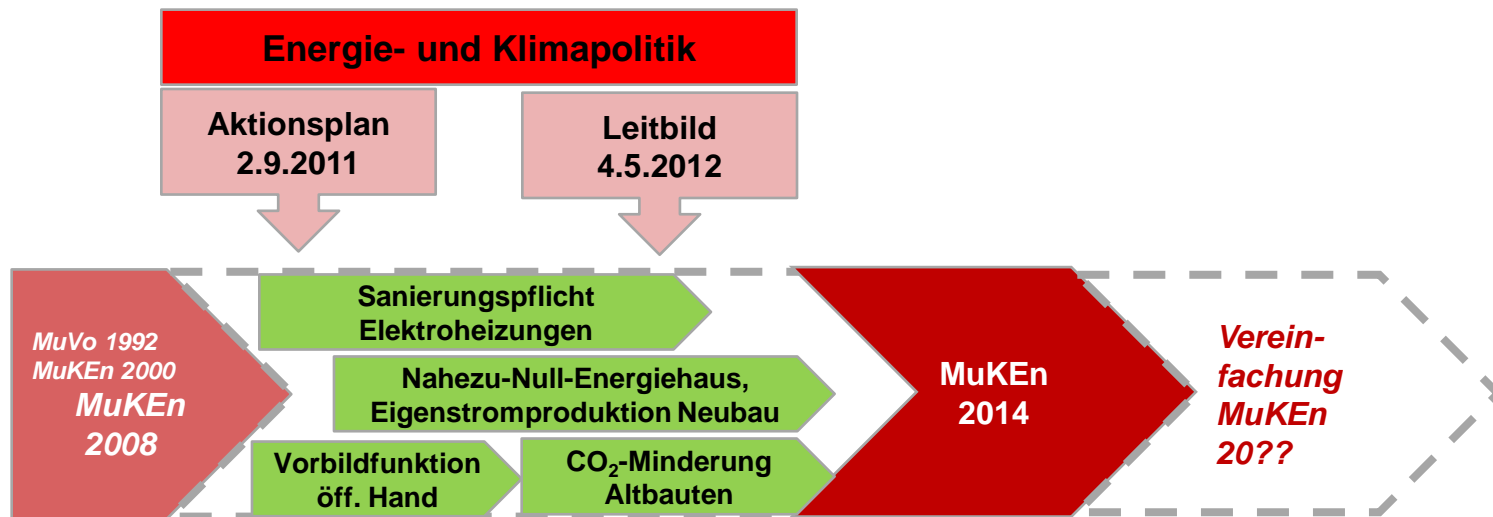 Energie- und Klimapolitik
Aktionsplan
2.9.2011
Leitbild
4.5.2012
MuVo 1992
MuKEn 2000
MuKEn
2008
Sanierungspflicht
Elektroheizungen
Nahezu-Null-Energiehaus,
Eigenstromproduktion Neubau
Vorbildfunktion
öff. Hand
CO₂-Minderung
Altbauten
MuKEn
2014
Verein-
fachung
MuKEn
20??